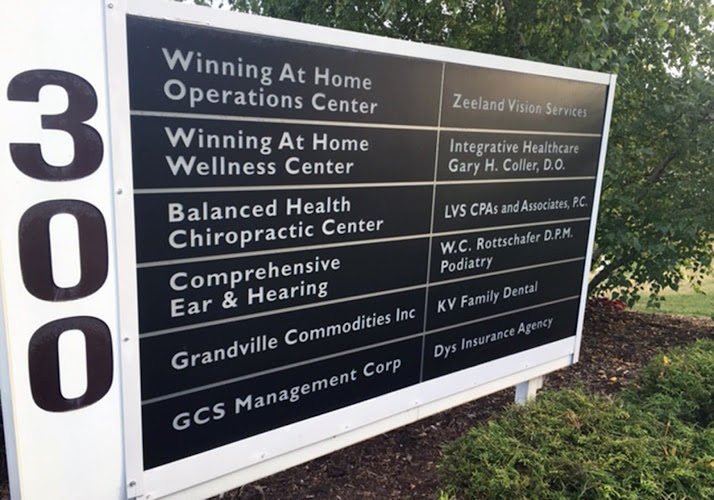 300
Winning At Home
Operations Center
Zeeland Vision Services
Winning At Home
Wellness Center
Integrative Healthcare
Gary H. Coller, D.O.
Balanced Health
Chiropractic Center
LVS CPAs and Associates, P.C.
Comprehensive
Ear & Hearing
W.C. Rottschafer D.P.M.
Podiatry
Grandville Commodities Inc
KV Family Dental
GCS Management Corp
Dys Insurance Agency